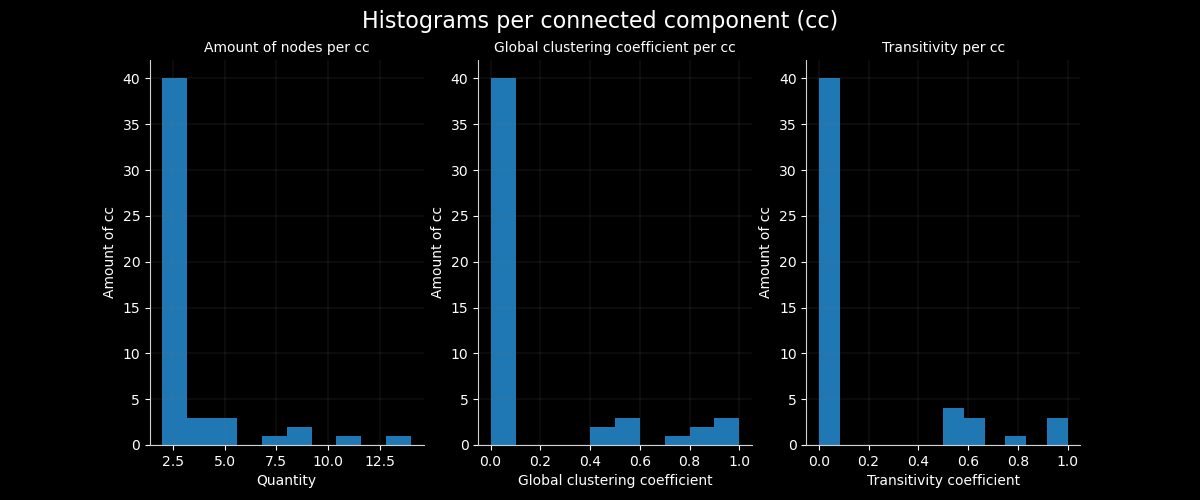 Histograms per connected component (cc)
Amount of nodes per cc
Global clustering coefficient per cc
Transitivity per cc
Amount of cc
40
35
30
25
20
15
10
5
0
2.5 5.0 7.5 10.0 12.5
Quantity
Amount of cc
40
35
30
25
20
15
10
5
0
0.0 0.2 0.4 0.6 0.8 1.0
Global clustering coefficient
Amount of cc
40
35
30
25
20
15
10
5
0
0.0 0.2 0.4 0.6 0.8 1.0
Transitivity coefficient